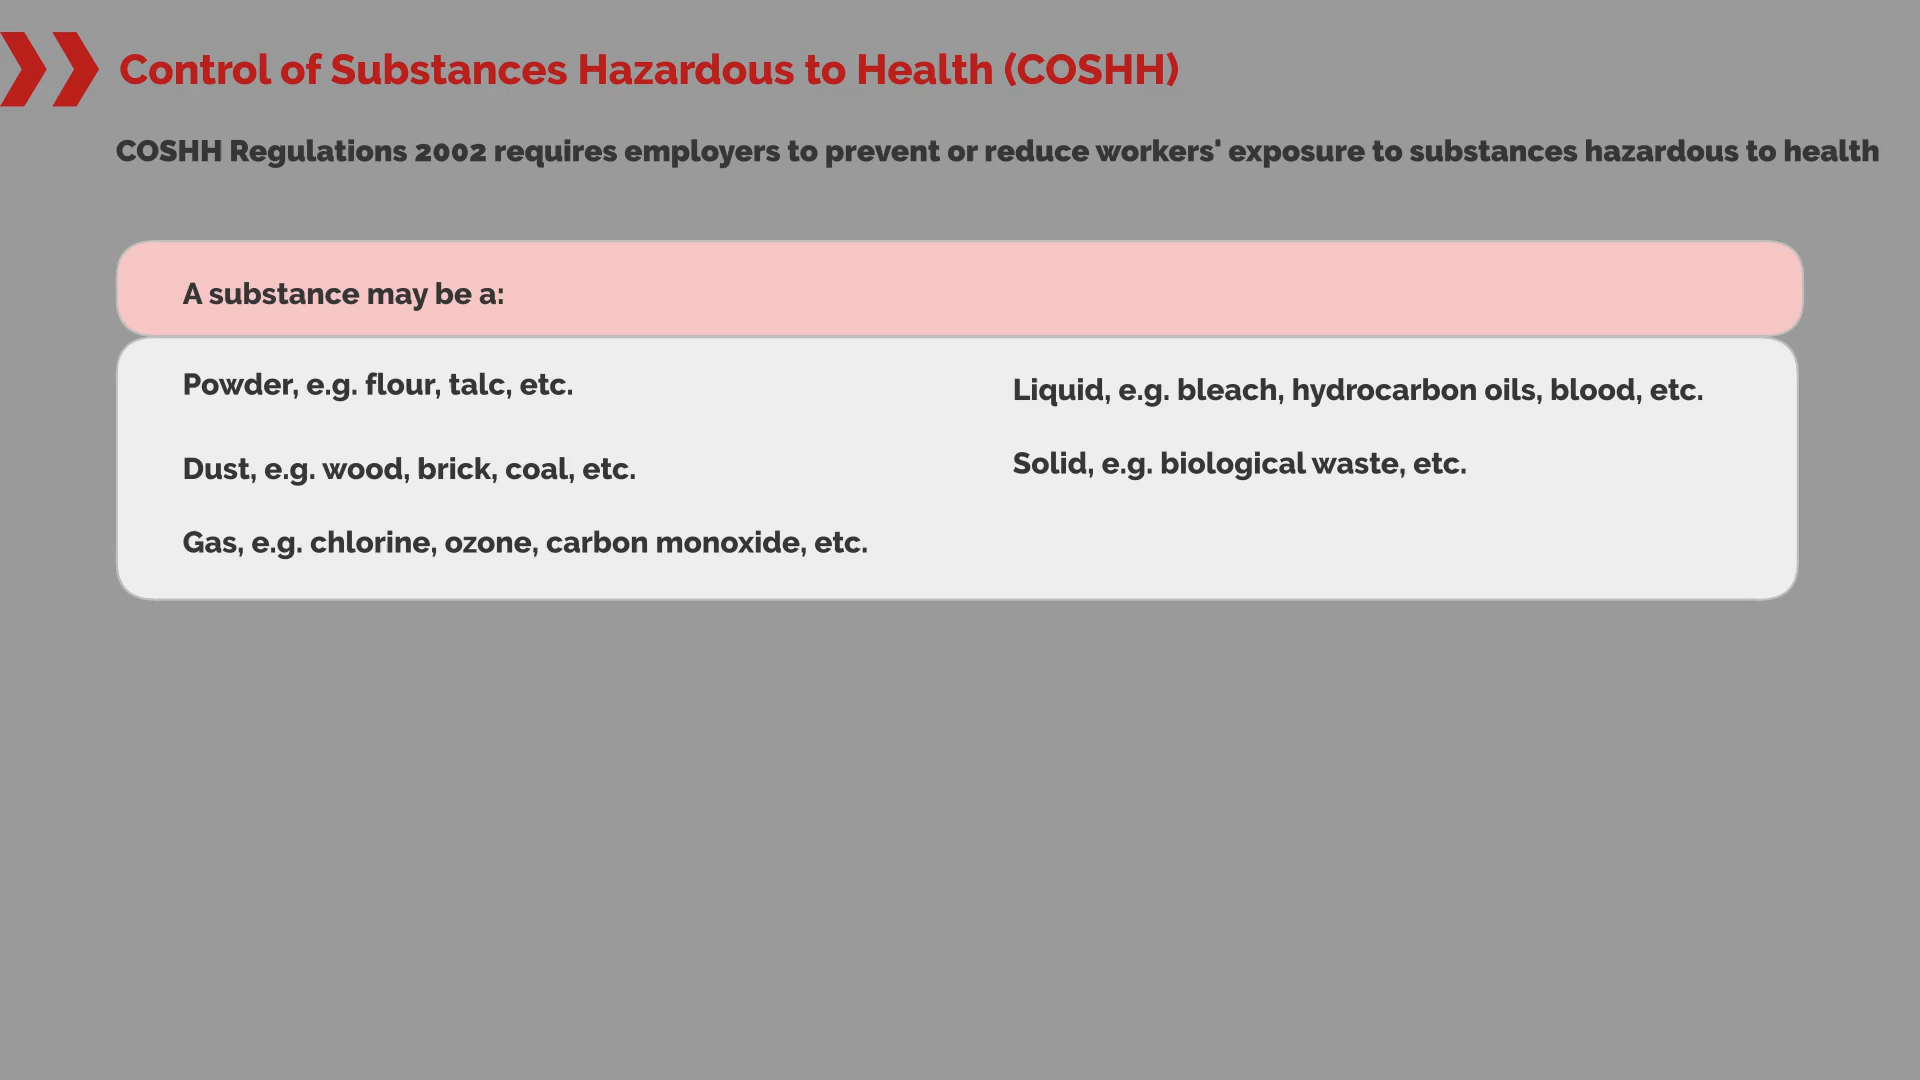 Control of Substances Hazardous to Health (COSHH)
COSHH Regulations 2002 requires employers to prevent or reduce workers' exposure to substances hazardous to health
A substance may be a:
Powder, e.g. flour, talc, etc.
Dust, e.g. wood, brick, coal, etc.
Gas, e.g. chlorine, ozone, carbon monoxide, etc.
Liquid, e.g. bleach, hydrocarbon oils, blood, etc.
Solid, e.g. biological waste, etc.